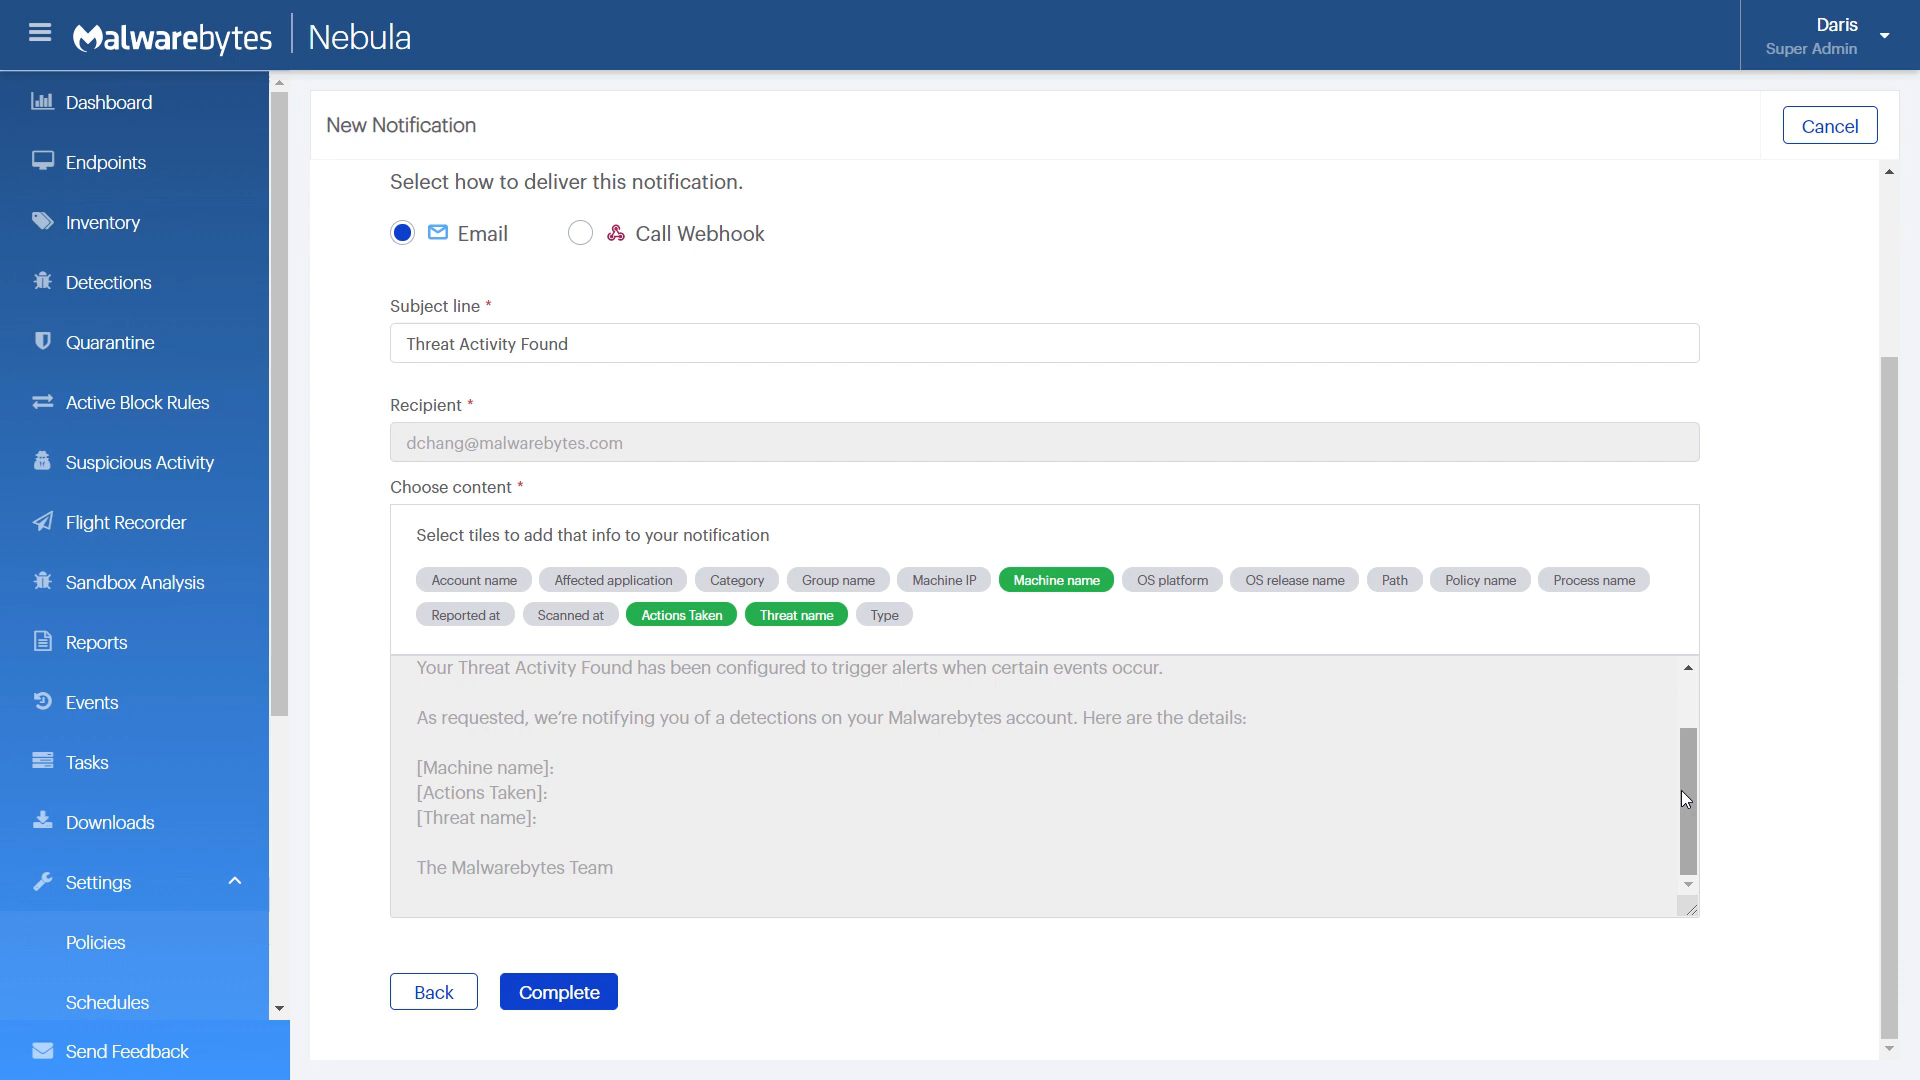 Malwarebytes | Nebula
Daris
Super Admin
Dashboard
Endpoints
Inventory
Detections
Quarantine
Active Block Rules
Suspicious Activity
Flight Recorder
Sandbox Analysis
Reports
Events
Tasks
Downloads
Settings
Policies
Schedules
Send Feedback
New Notification
Cancel
Select how to deliver this notification.
Email Call Webhook
Subject line *
Threat Activity Found
Recipient *
dchang@malwarebytes.com
Choose content *
Select tiles to add that info to your notification
Account name Affected application Category Group name Machine IP Machine name OS platform OS release name Path Policy name Process name
Reported at Scanned at Actions Taken Threat name Type
Your Threat Activity Found has been configured to trigger alerts when certain events occur.
As requested, we're notifying you of a detections on your Malwarebytes account. Here are the details:
[Machine name]:
[Actions Taken]:
[Threat name]:
The Malwarebytes Team
Back Complete